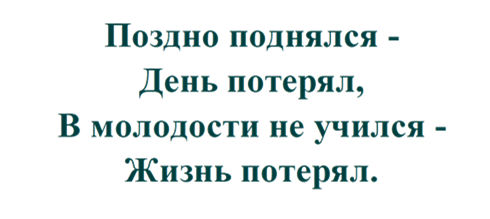 Поздно поднялся -
День потерял,
В молодости не учился -
Жизнь потерял.